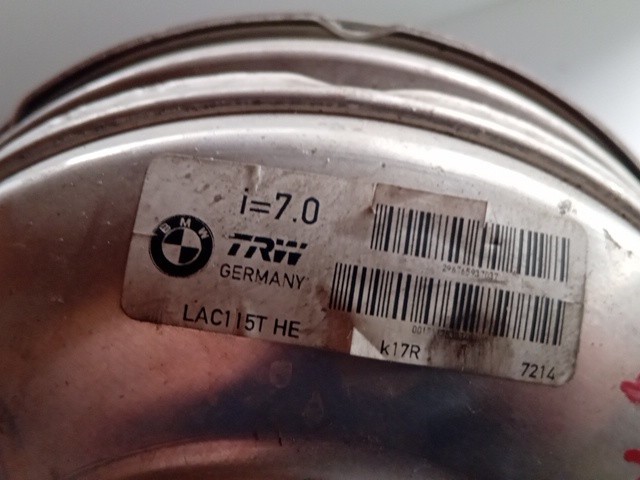 i=7.0
BMW
TRW
GERMANY
LAC115T HE
k17R
7214